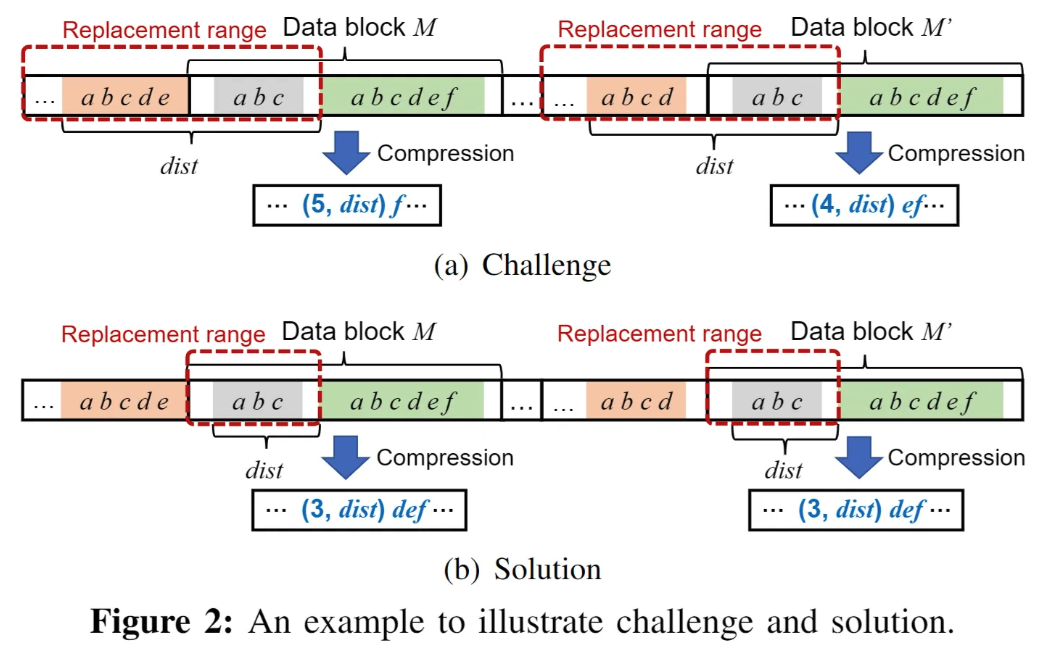 Replacement range Data block M Replacement range Data block M’
... a b c d e a b c a b c d e f ... ... a b c d a b c a b c d e f
dist Compression dist Compression
... (5, dist) f ... ... (4, dist) ef ...
(a) Challenge
Replacement range Data block M Replacement range Data block M’
... a b c d e a b c a b c d e f ... ... a b c d a b c a b c d e f
dist Compression dist Compression
... (3, dist) def ... ... (3, dist) def ...
(b) Solution
Figure 2: An example to illustrate challenge and solution.